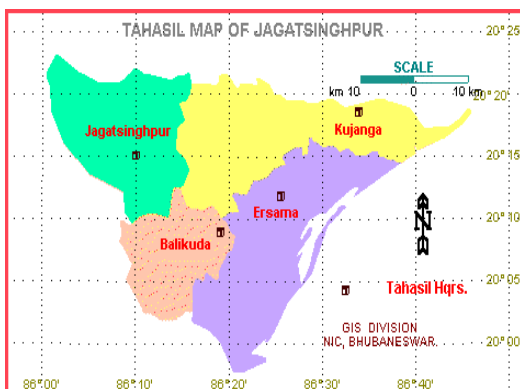 TAHASIL MAP OF JAGATSINGHPUR
20°25'
SCALE
km 10 0 10 km
20°20'
Kujanga
Jagatsinghpur
20°15'
Ersama
20°10'
Balikuda
N
20°05'
Tahasil Hqrs.
GIS DIVISION
NIC, BHUBANESWAR.
20°00'
86°00' 86°10' 86°20' 86°30' 86°40'